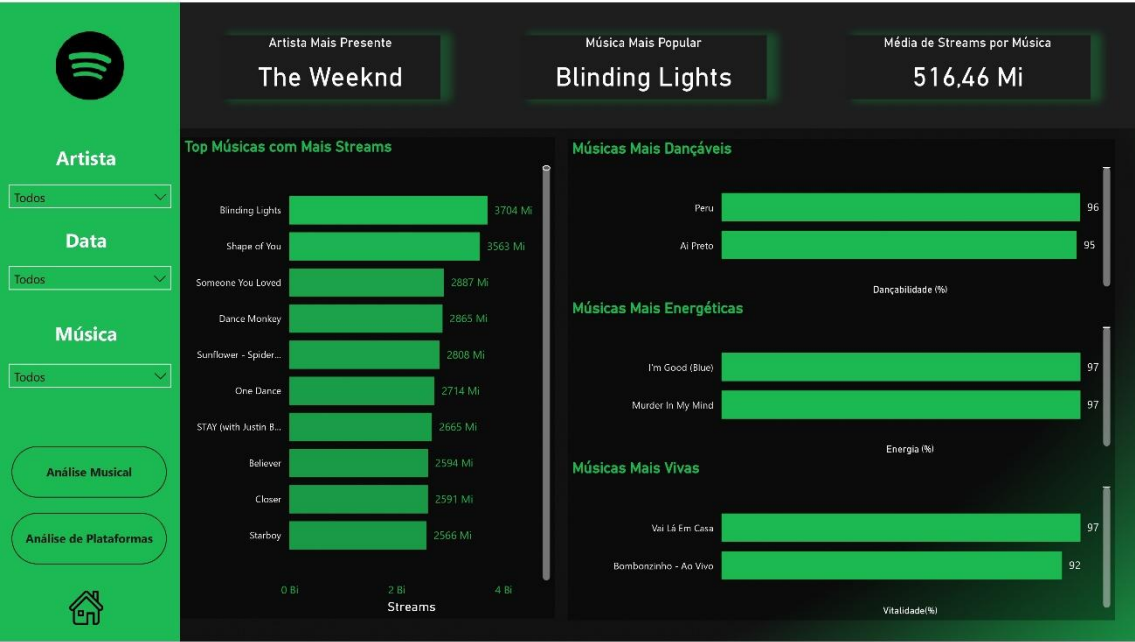 Artista Mais Presente
The Weeknd
Música Mais Popular
Blinding Lights
Média de Streams por Música
516,46 Mi
Artista
Todos
Data
Todos
Música
Todos
Análise Musical
Análise de Plataformas
Top Músicas com Mais Streams
Blinding Lights 3704 Mi
Shape of You 3563 Mi
Someone You Loved 2887 Mi
Dance Monkey 2865 Mi
Sunflower - Spider... 2808 Mi
One Dance 2714 Mi
STAY (with Justin B... 2665 Mi
Believer 2594 Mi
Closer 2591 Mi
Starboy 2566 Mi
0 Bi 2 Bi 4 Bi
Streams
Músicas Mais Dançáveis
Peru 96
Ai Preto 95
Dançabilidade (%)
Músicas Mais Energéticas
I'm Good (Blue) 97
Murder In My Mind 97
Energia (%)
Músicas Mais Vivas
Vai Lá Em Casa 97
Bombonzinho - Ao Vivo 92
Vitalidade(%)